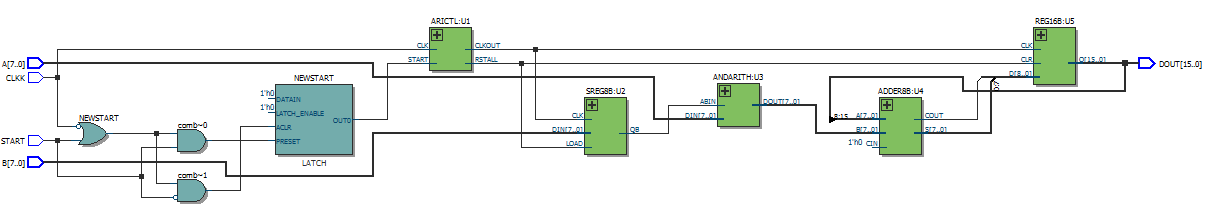 ARICTL:U1
CLK
START
CLKOUT
RSTALL
REG16B:U5
CLK
CLR
D[8..0]
Q[15..0]
A[7..0]
CLKK
DOUT[15..0]
NEWSTART
1'h0
DATAIN
1'h0
LATCH_ENABLE
ACLR
PRESET
OUT0
LATCH
SREG8B:U2
CLK
DIN[7..0]
LOAD
QB
ANDARITH:U3
ABIN
DIN[7..0]
DOUT[7..0]
ADDER8B:U4
8:15
A[7..0]
B[7..0]
1'h0
CIN
COUT
S[7..0]
NEWSTART
comb~0
START
B[7..0]
comb~1